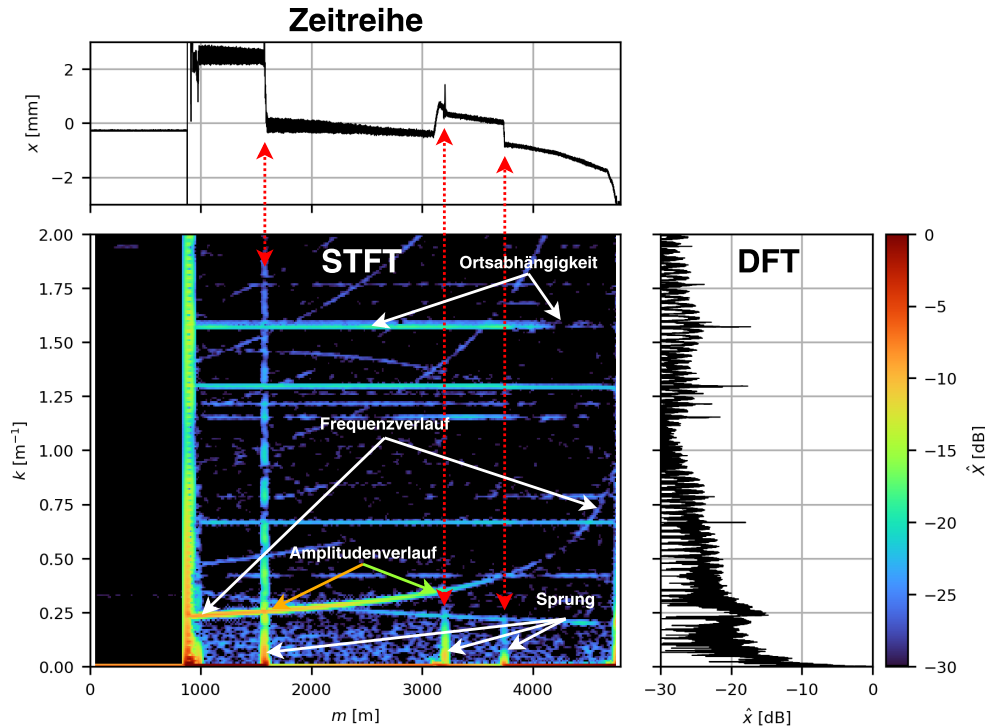 Zeitreihe
x [mm]
2
0
−2
STFT
Ortsabhängigkeit
Frequenzverlauf
Amplitudenverlauf
Sprung
k [m⁻¹]
2.00
1.75
1.50
1.25
1.00
0.75
0.50
0.25
0.00
0 1000 2000 3000 4000
m [m]
DFT
−30 −20 −10 0
x̂ [dB]
0
−5
−10
−15
−20
−25
−30
X̂ [dB]